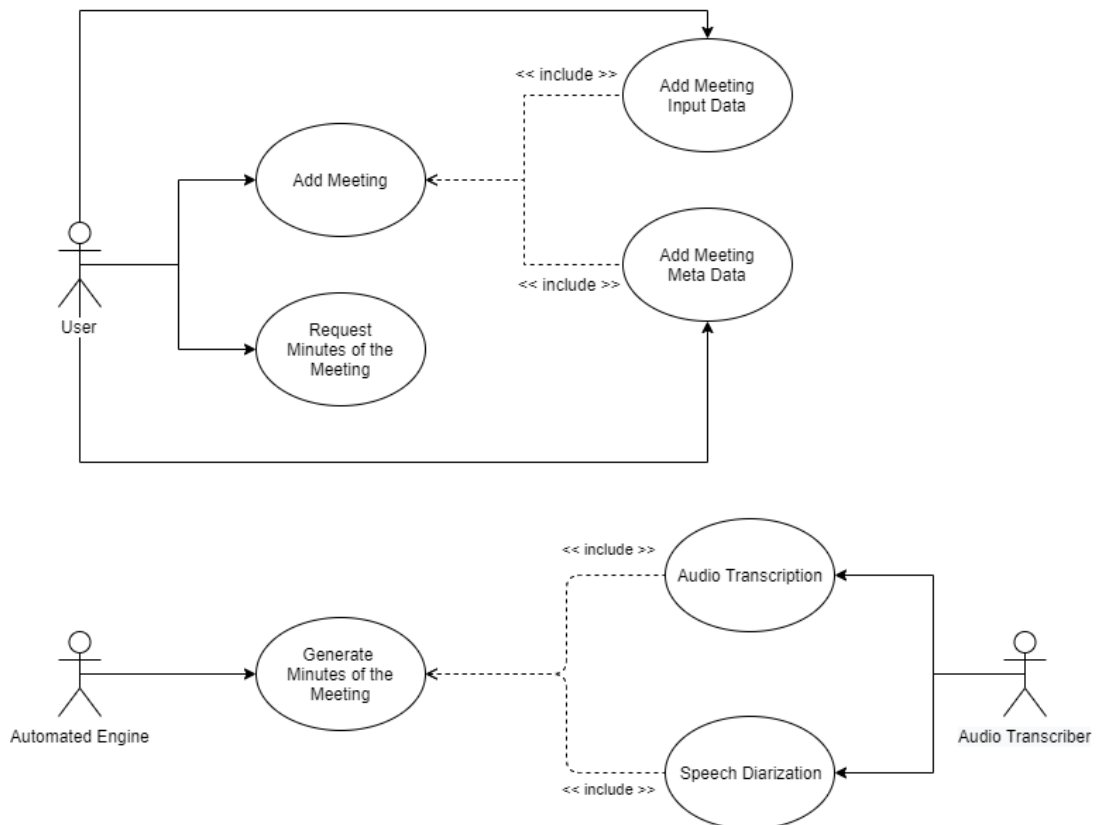 << include >>
Add Meeting
Input Data
Add Meeting
Add Meeting
Meta Data
<< include >>
User
Request
Minutes of the
Meeting
<< include >>
Audio Transcription
Generate
Minutes of the
Meeting
Automated Engine
Audio Transcriber
Speech Diarization
<< include >>